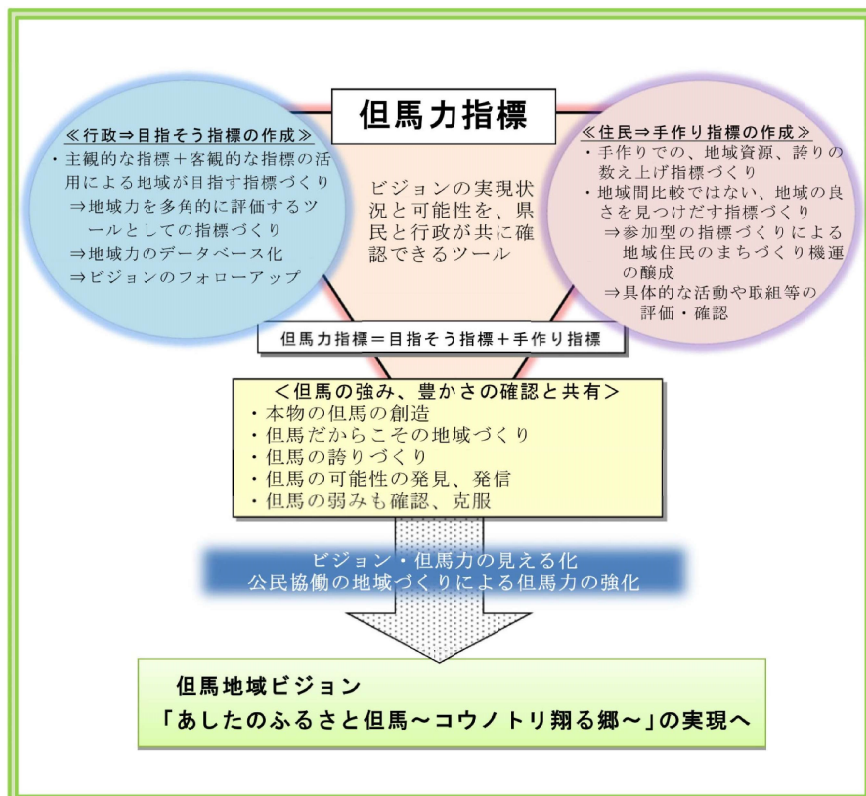 但馬力指標
≪行政⇒目指そう指標の作成≫
・主観的な指標＋客観的な指標の活
用による地域が目指す指標づくり
⇒地域力を多角的に評価するツ
ールとしての指標づくり
⇒地域力のデータベース化
⇒ビジョンのフォローアップ
ビジョンの実現状
況と可能性を、県
民と行政が共に確
認できるツール
≪住民⇒手作り指標の作成≫
・手作りでの、地域資源、誇りの
数え上げ指標づくり
・地域間比較ではない、地域の良
さを見つけだす指標づくり
⇒参加型の指標づくりによる
地域住民のまちづくり機運
の醸成
⇒具体的な活動や取組等の
評価・確認
但馬力指標＝目指そう指標＋手作り指標
＜但馬の強み、豊かさの確認と共有＞
・本物の但馬の創造
・但馬だからこその地域づくり
・但馬の誇りづくり
・但馬の可能性の発見、発信
・但馬の弱みも確認、克服
ビジョン・但馬力の見える化
公民協働の地域づくりによる但馬力の強化
但馬地域ビジョン
「あしたのふるさと但馬～コウノトリ翔る郷～」の実現へ